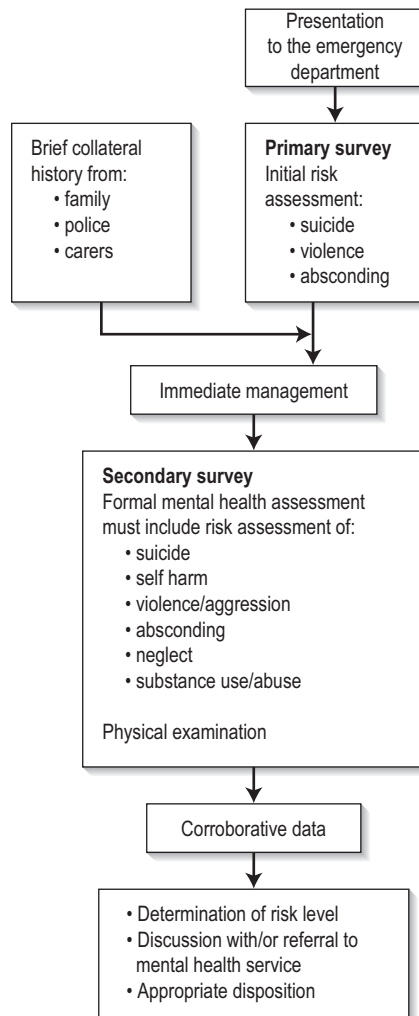 Presentation
to the emergency
department
Brief collateral
history from:
• family
• police
• carers
Primary survey
Initial risk
assessment:
• suicide
• violence
• absconding
Immediate management
Secondary survey
Formal mental health assessment
must include risk assessment of:
• suicide
• self harm
• violence/aggression
• absconding
• neglect
• substance use/abuse
Physical examination
Corroborative data
• Determination of risk level
• Discussion with/or referral to
mental health service
• Appropriate disposition